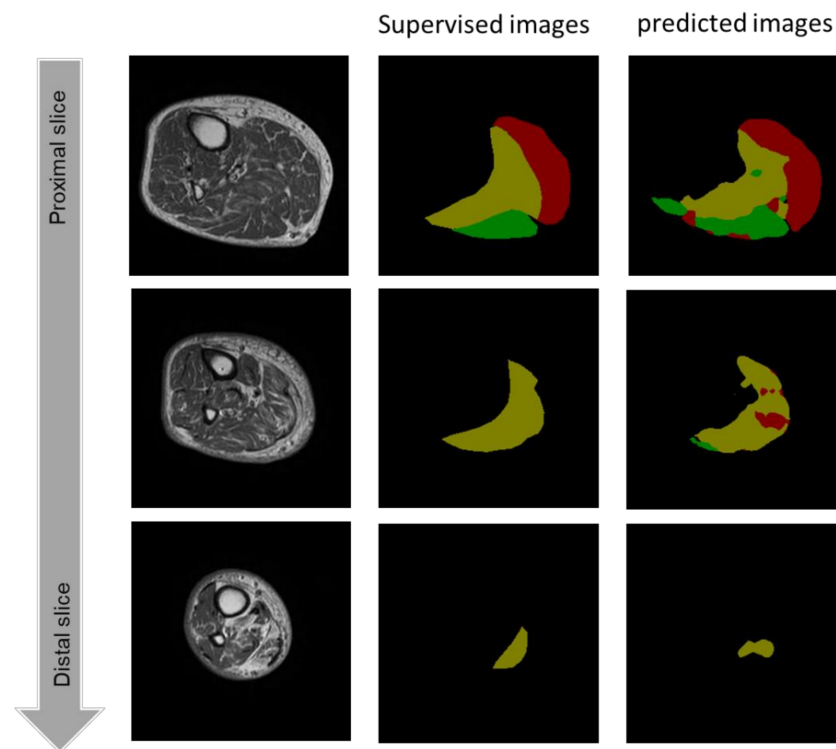 Supervised images
predicted images
Proximal slice
Distal slice